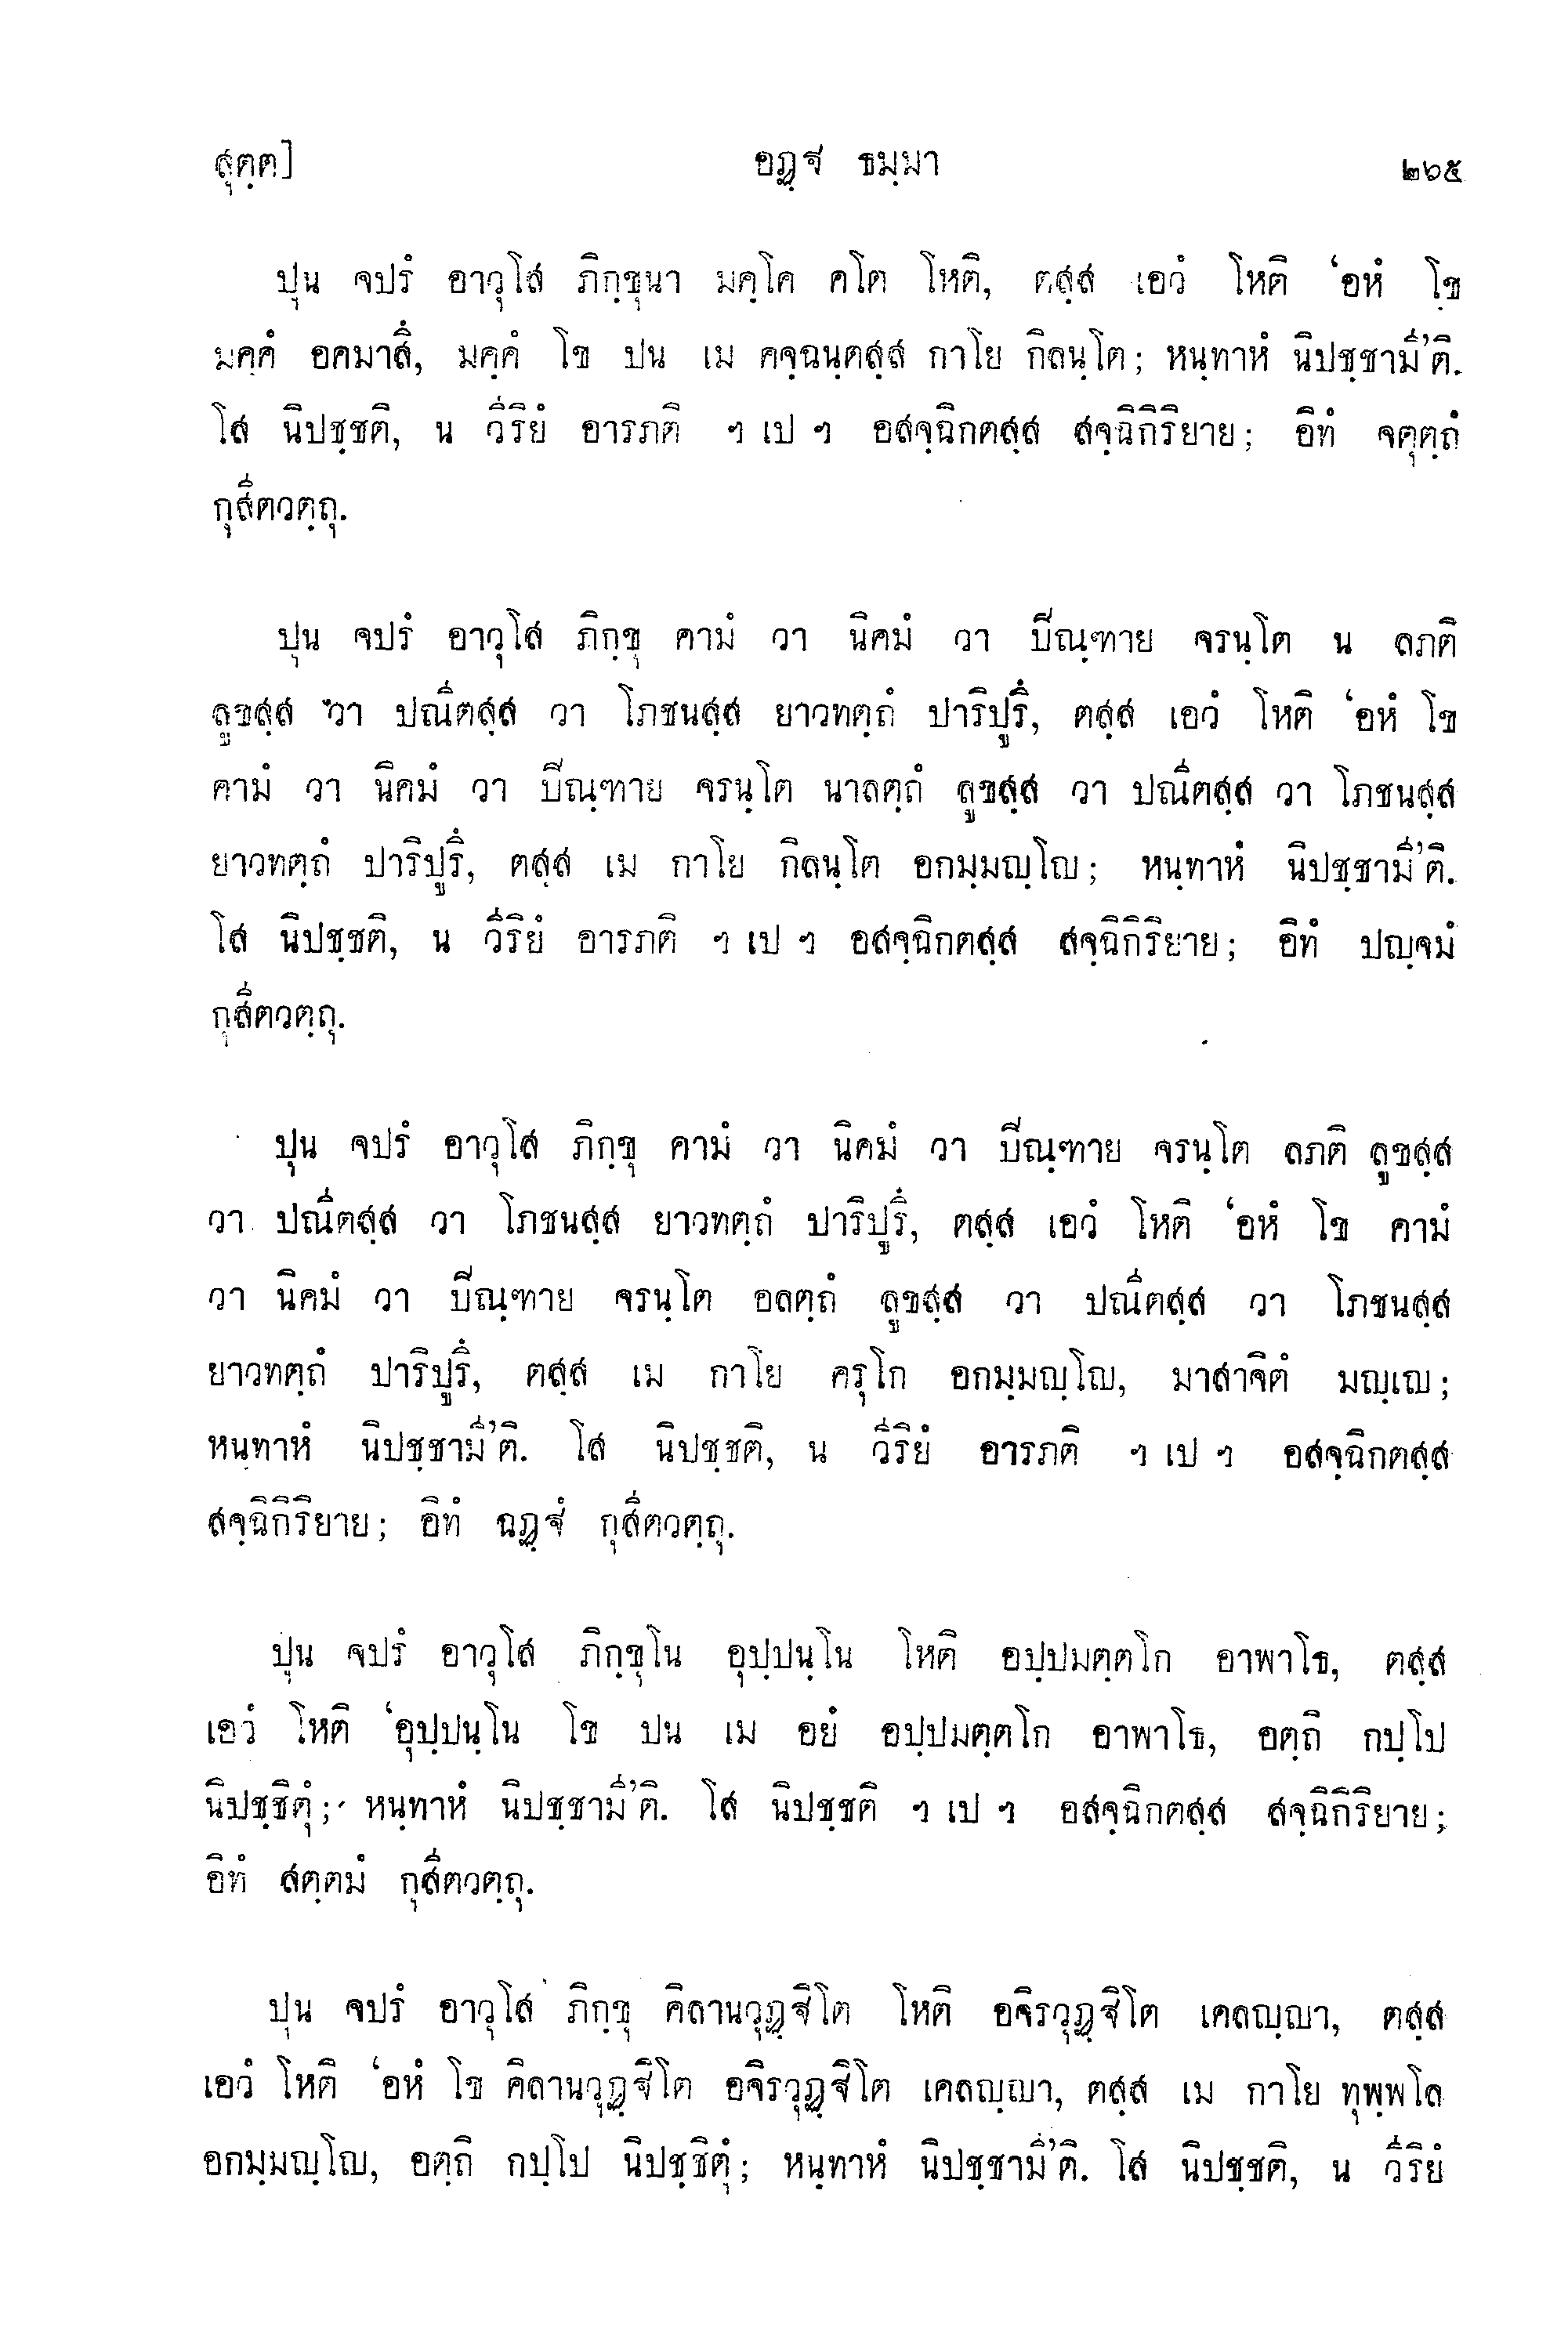 สุตฺต]	อฏฺฐ ธมฺมา	๒๖๕
ปุน จปรํ อาวุโส ภิกฺขุนา มคฺโค คโต โหติ, ตสฺส เอวํ โหติ ‘อหํ โข
มคฺคํ อคมาสึ, มคฺคํ โข ปน เม คจฺฉนฺตสฺส กาโย กิลนฺโต; หนฺทาหํ นิปชฺชามี’ติ.
โส นิปชฺชติ, น วีริยํ อารภติ ฯ เป ฯ อสจฺฉิกตสฺส สจฺฉิกิริยาย; อิทํ จตุตฺถํ
กุสีตวตฺถุ.
ปุน จปรํ อาวุโส ภิกฺขุ คามํ วา นิคมํ วา ปิณฺฑาย จรนฺโต น ลภติ
ลูขสฺส วา ปณีตสฺส วา โภชนสฺส ยาวทตฺถํ ปาริปูรึ, ตสฺส เอวํ โหติ ‘อหํ โข
คามํ วา นิคมํ วา ปิณฺฑาย จรนฺโต นาลตฺถํ ลูขสฺส วา ปณีตสฺส วา โภชนสฺส
ยาวทตฺถํ ปาริปูรึ, ตสฺส เม กาโย กิลนฺโต อกมฺมญฺโญ; หนฺทาหํ นิปชฺชามี’ติ.
โส นิปชฺชติ, น วีริยํ อารภติ ฯ เป ฯ อสจฺฉิกตสฺส สจฺฉิกิริยาย; อิทํ ปญฺจมํ
กุสีตวตฺถุ.
ปุน จปรํ อาวุโส ภิกฺขุ คามํ วา นิคมํ วา ปิณฺฑาย จรนฺโต ลภติ ลูขสฺส
วา ปณีตสฺส วา โภชนสฺส ยาวทตฺถํ ปาริปูรึ, ตสฺส เอวํ โหติ ‘อหํ โข คามํ
วา นิคมํ วา ปิณฺฑาย จรนฺโต อลตฺถํ ลูขสฺส วา ปณีตสฺส วา โภชนสฺส
ยาวทตฺถํ ปาริปูรึ, ตสฺส เม กาโย ครุโก อกมฺมญฺโญ, มาสาจิตํ มญฺเญ;
หนฺทาหํ นิปชฺชามี’ติ. โส นิปชฺชติ, น วีริยํ อารภติ ฯ เป ฯ อสจฺฉิกตสฺส
สจฺฉิกิริยาย; อิทํ ฉฏฺฐํ กุสีตวตฺถุ.
ปุน จปรํ อาวุโส ภิกฺขุโน อุปฺปนฺโน โหติ อปฺปมตฺตโก อาพาโธ, ตสฺส
เอวํ โหติ ‘อุปฺปนฺโน โข ปน เม อยํ อปฺปมตฺตโก อาพาโธ, อตฺถิ กปฺโป
นิปชฺชิตุํ; หนฺทาหํ นิปชฺชามี’ติ. โส นิปชฺชติ ฯ เป ฯ อสจฺฉิกตสฺส สจฺฉิกิริยาย;
อิทํ สตฺตมํ กุสีตวตฺถุ.
ปุน จปรํ อาวุโส ภิกฺขุ คิลานวุฏฺฐิโต โหติ อจิรวุฏฺฐิโต เคลญฺญา, ตสฺส
เอวํ โหติ ‘อหํ โข คิลานวุฏฺฐิโต อจิรวุฏฺฐิโต เคลญฺญา, ตสฺส เม กาโย ทุพฺพโล
อกมฺมญฺโญ, อตฺถิ กปฺโป นิปชฺชิตุํ; หนฺทาหํ นิปชฺชามี’ติ. โส นิปชฺชติ, น วีริยํ